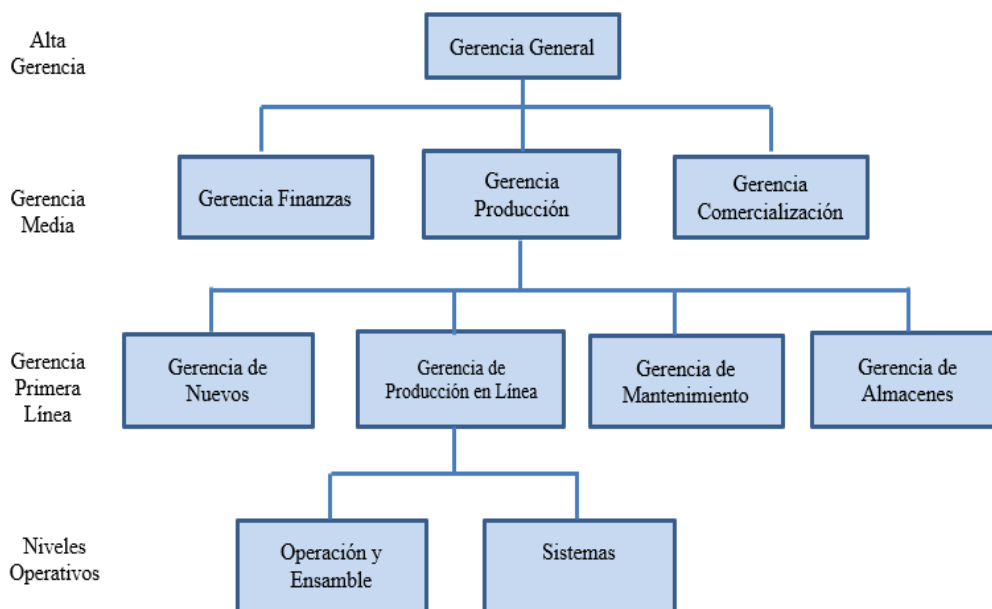 Alta
Gerencia
Gerencia General
Gerencia
Media
Gerencia Finanzas
Gerencia
Producción
Gerencia
Comercialización
Gerencia
Primera
Línea
Gerencia de
Nuevos
Gerencia de
Producción en Línea
Gerencia de
Mantenimiento
Gerencia de
Almacenes
Niveles
Operativos
Operación y
Ensamble
Sistemas